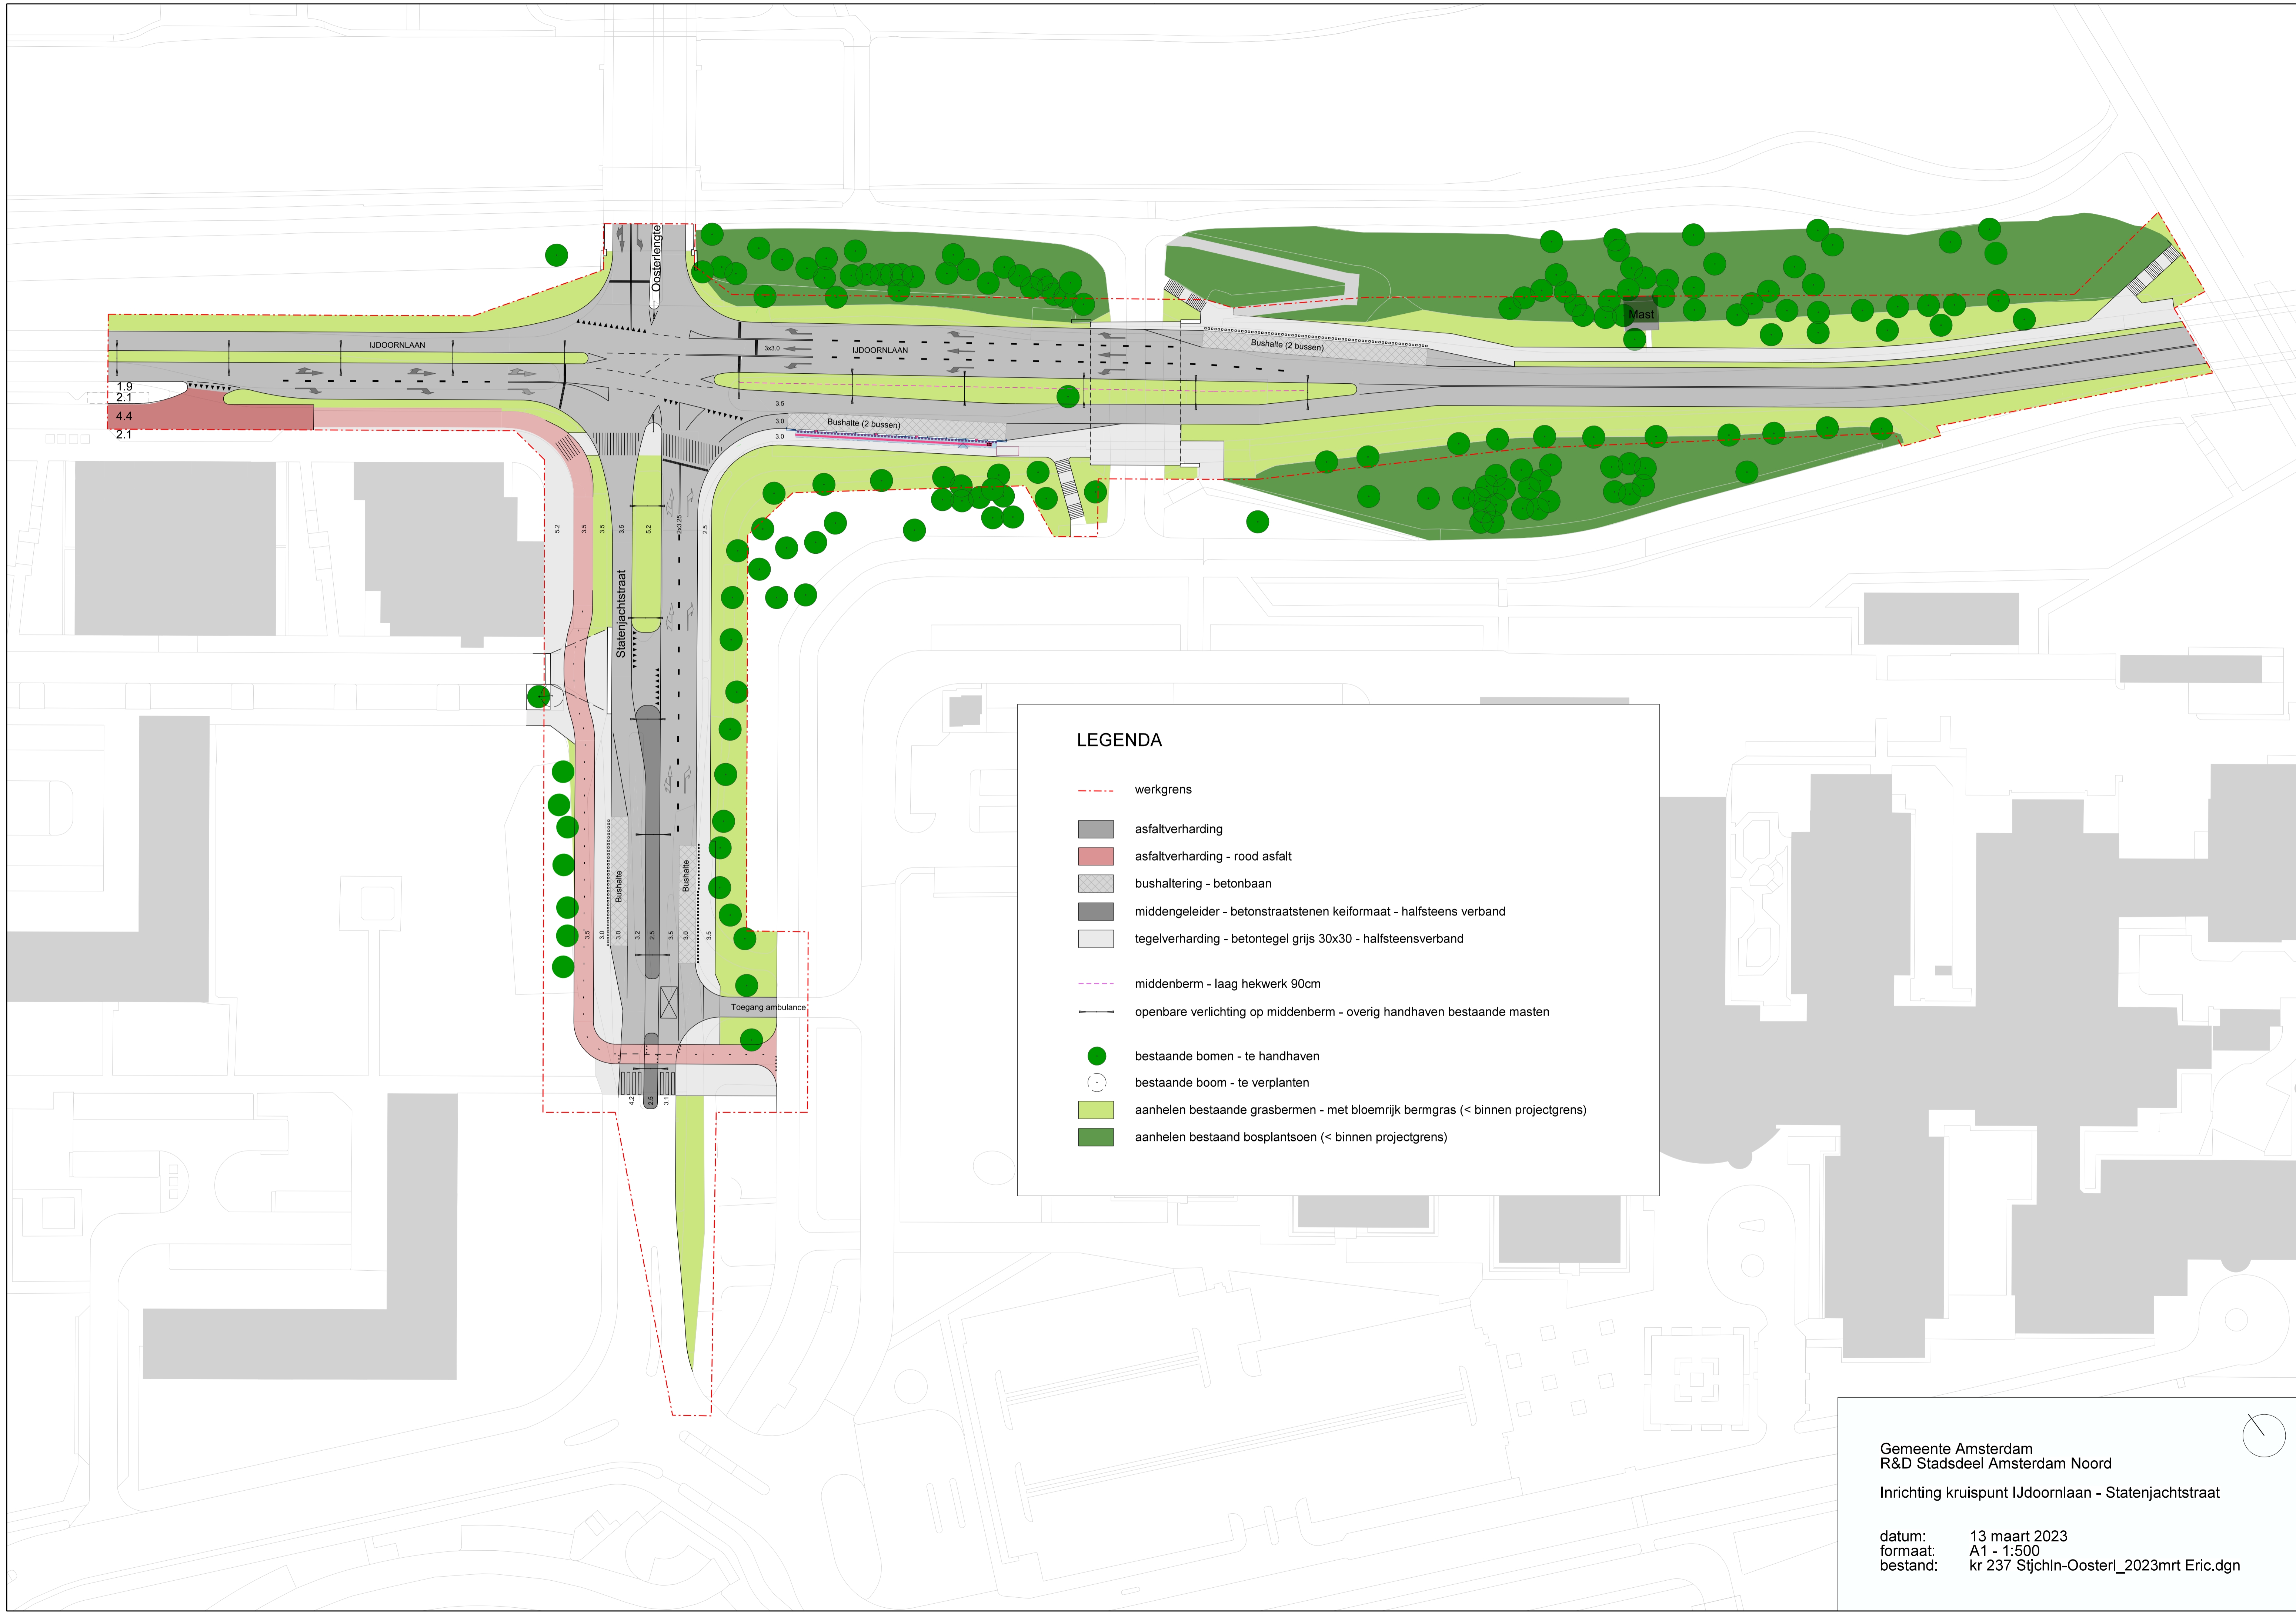 Oosterlengte
IJDOORNLAAN
3x3.0
IJDOORNLAAN
Bushalte (2 bussen)
Mast
1.9
2.1
4.4
2.1
3.5
3.0
3.0
Bushalte (2 bussen)
5.2
3.5
3.5
3.5
5.2
2x3.25
2.5
Statenjachtstraat
Bushalte
Bushalte
3.5
3.0
3.0
3.2
2.5
3.5
3.0
3.5
Toegang ambulance
4.2
2.5
3.1
LEGENDA
werkgrens
asfaltverharding
asfaltverharding - rood asfalt
bushaltering - betonbaan
middengeleider - betonstraatstenen keiformaat - halfsteens verband
tegelverharding - betontegel grijs 30x30 - halfsteensverband
middenberm - laag hekwerk 90cm
openbare verlichting op middenberm - overig handhaven bestaande masten
bestaande bomen - te handhaven
bestaande boom - te verplanten
aanhelen bestaande grasbermen - met bloemrijk bermgras (< binnen projectgrens)
aanhelen bestaand bosplantsoen (< binnen projectgrens)
Gemeente Amsterdam
R&D Stadsdeel Amsterdam Noord
Inrichting kruispunt IJdoornlaan - Statenjachtstraat
datum: 13 maart 2023
formaat: A1 - 1:500
bestand: kr 237 Stjchln-Oosterl_2023mrt Eric.dgn